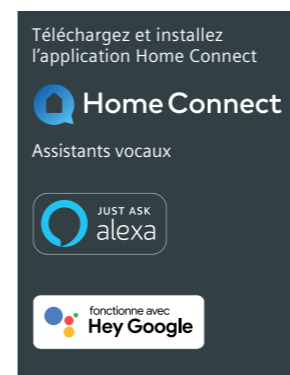 Téléchargez et installez
l’application Home Connect
Home Connect
Assistants vocaux
JUST ASK
alexa
fonctionne avec
Hey Google